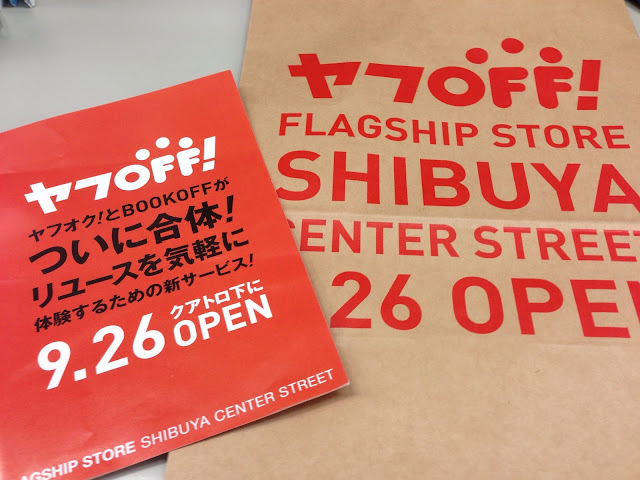 ヤフOFF!
ヤフオク!とBOOKOFFが
ついに合体!
リユースを気軽に
体験するための新サービス!
9.26 クアトロ下に OPEN
AGSHIP STORE SHIBUYA CENTER STREET
ヤフOFF!
FLAGSHIP STORE
SHIBUYA
CENTER STREET
.26 OPEN